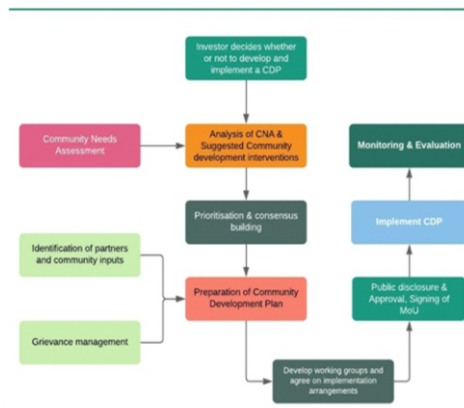 Investor decides whether
or not to develop and
implement a CDP
Community Needs
Assessment
Analysis of CNA &
Suggested Community
development interventions
Monitoring & Evaluation
Prioritisation & consensus
building
Implement CDP
Identification of partners
and community inputs
Preparation of Community
Development Plan
Public disclosure &
Approval, Signing of
MoU
Grievance management
Develop working groups and
agree on implementation
arrangements